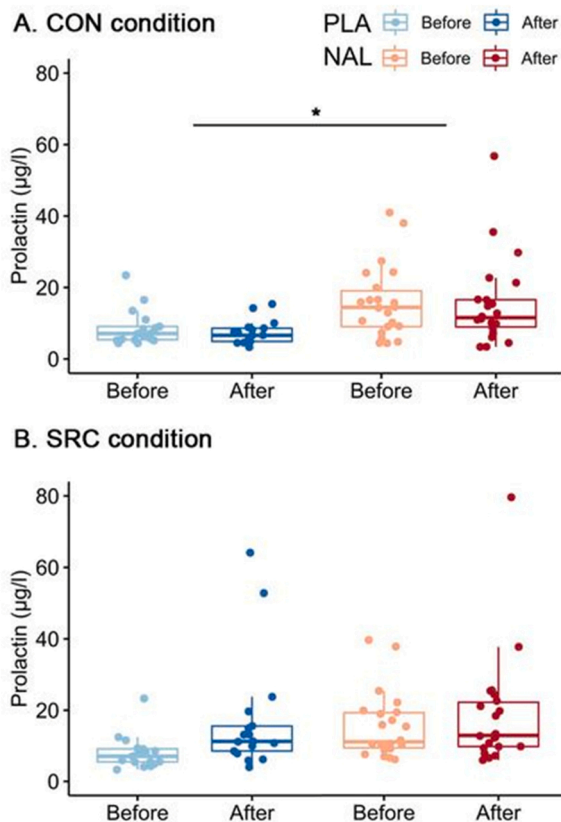 A. CON condition
PLA Before After
NAL Before After
80
60
40
20
0
Prolactin (µg/l)
*
Before After Before After
B. SRC condition
80
60
40
20
0
Prolactin (µg/l)
Before After Before After